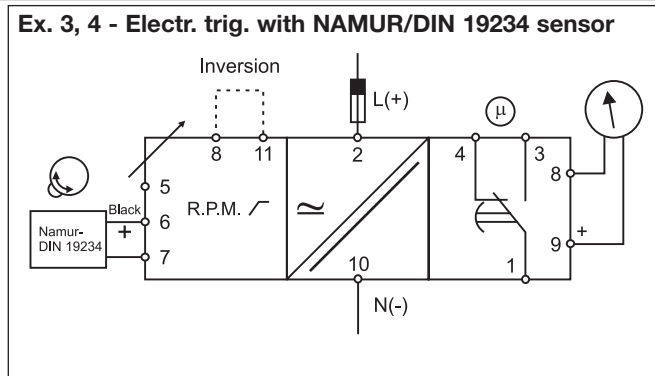 Ex. 3, 4 - Electr. trig. with NAMUR/DIN 19234 sensor
Inversion
L(+)
μ
8 11 2 4 3
8
5
R.P.M.
≃
Black
6
+
Namur-
DIN 19234
7
9 +
10
1
N(-)